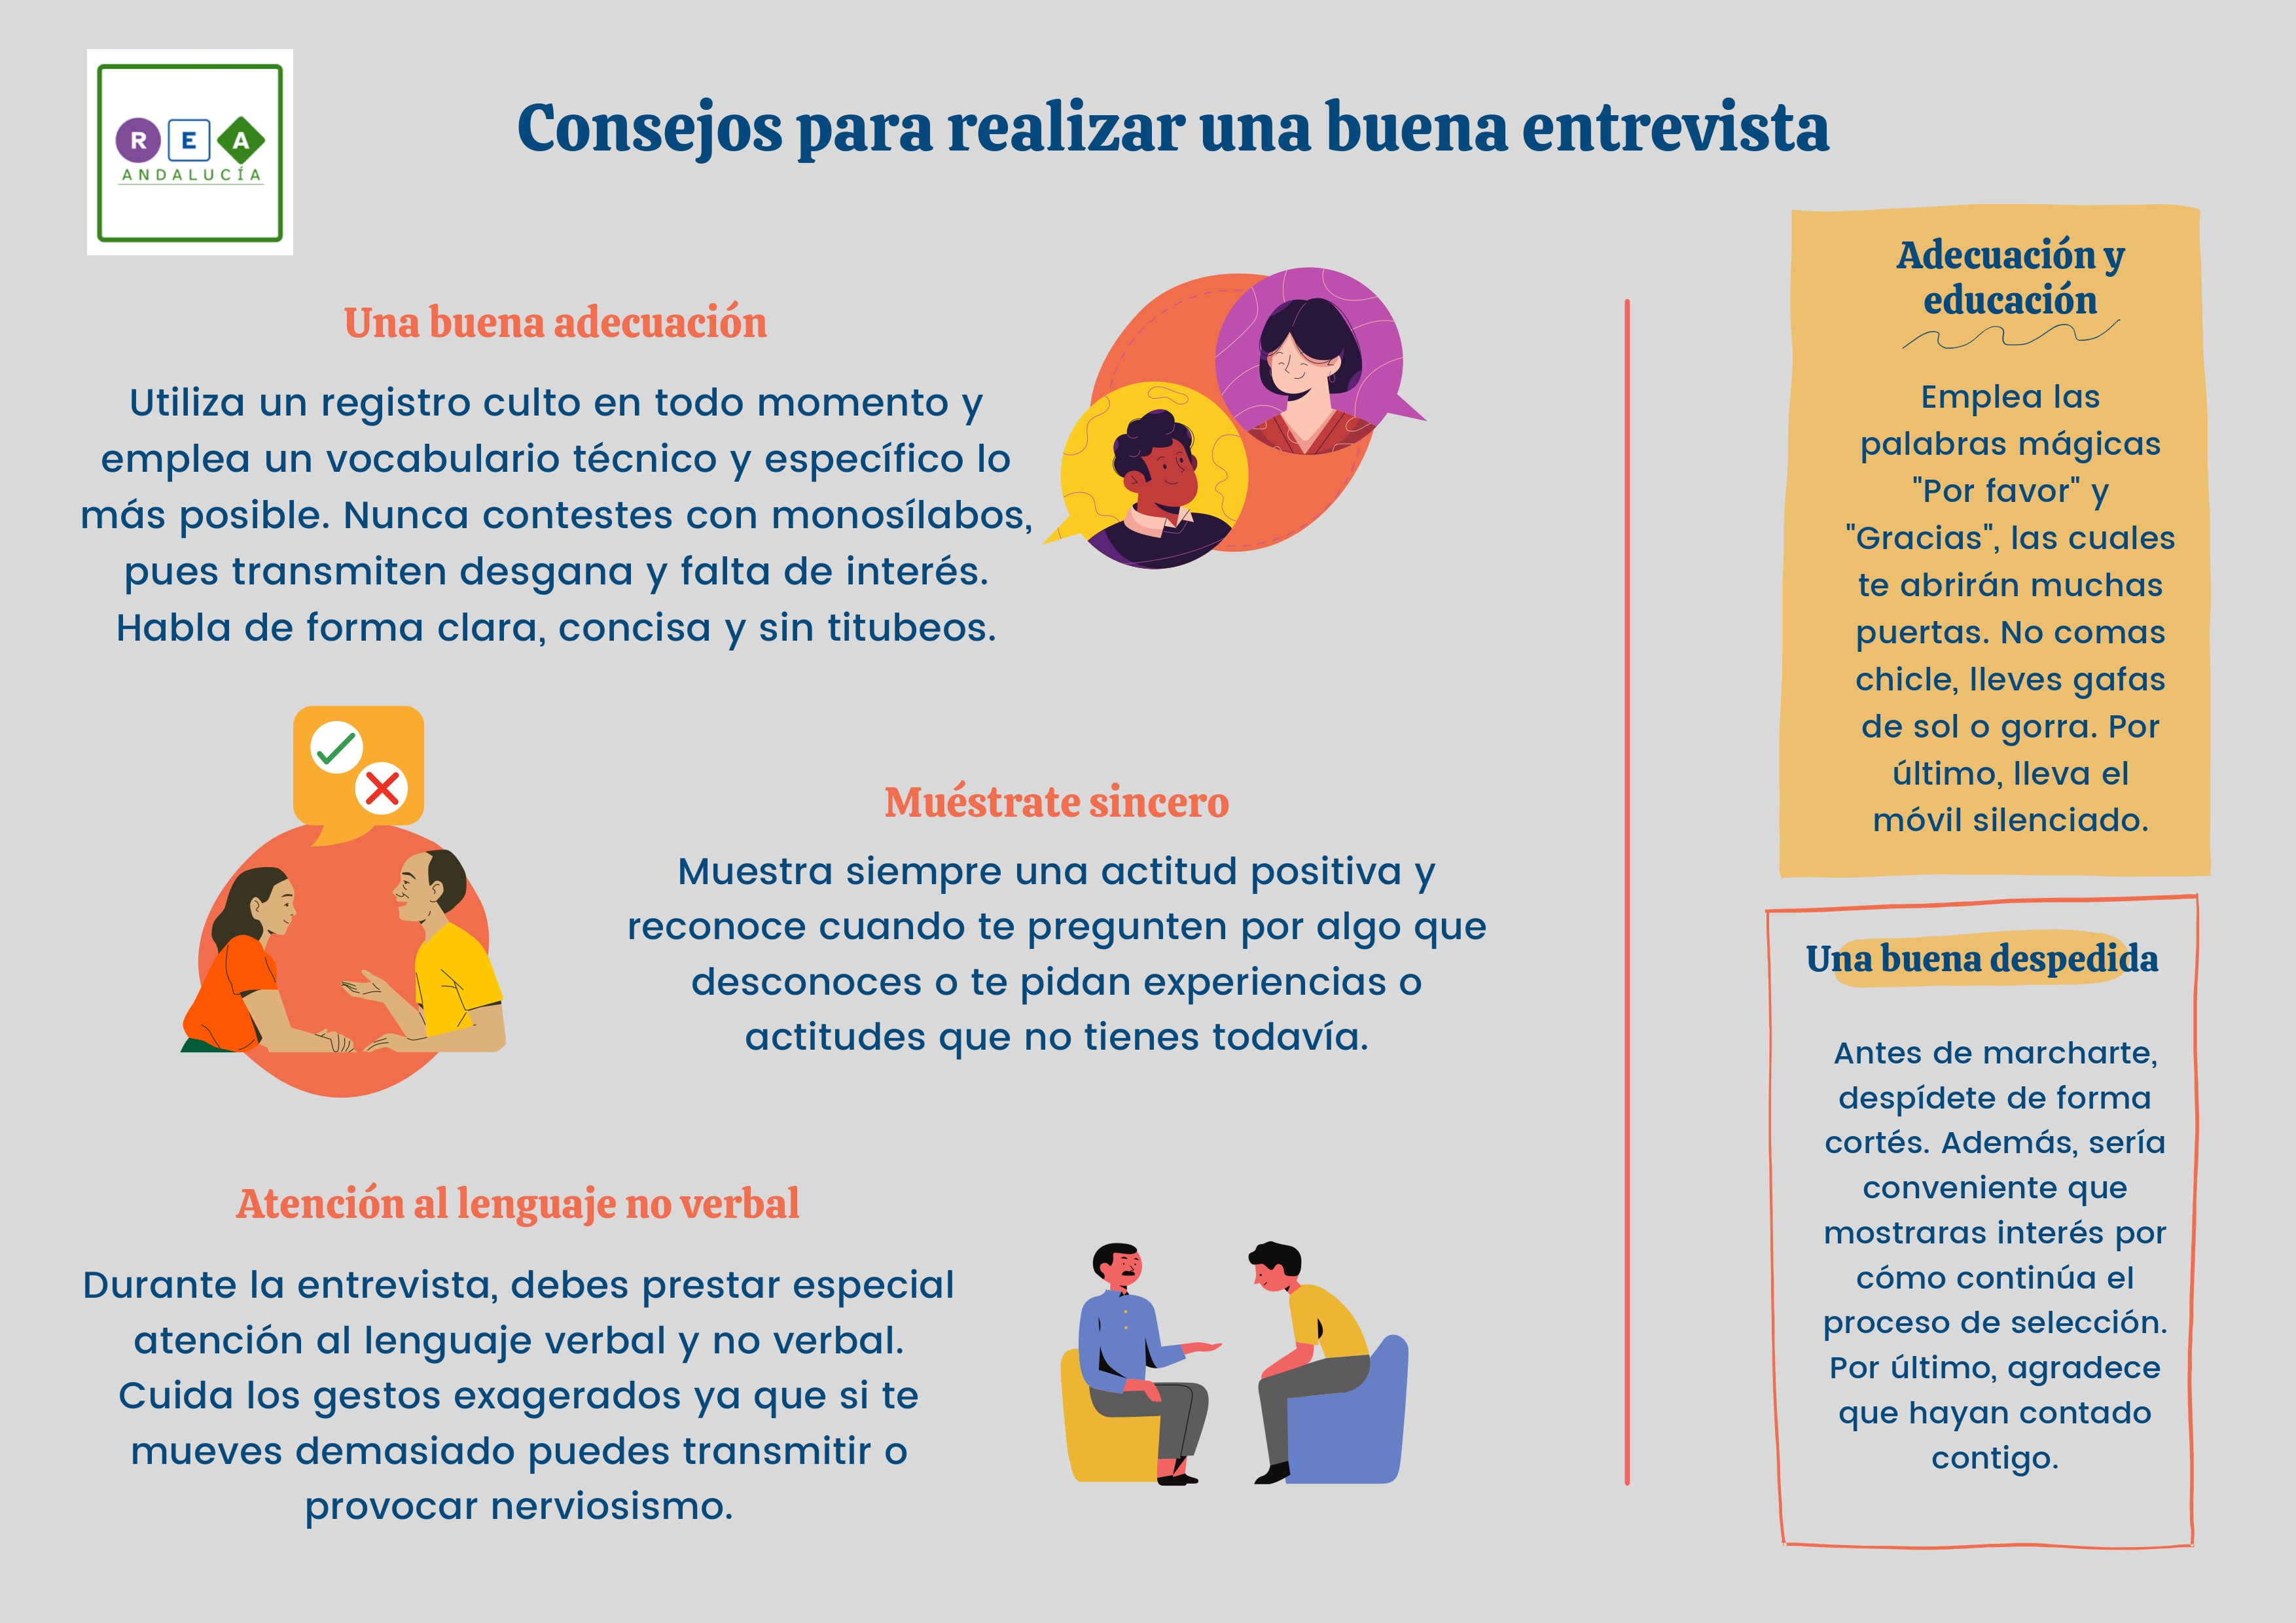 R E A
ANDALUCÍA
Consejos para realizar una buena entrevista
Una buena adecuación
Utiliza un registro culto en todo momento y
emplea un vocabulario técnico y específico lo
más posible. Nunca contestes con monosílabos,
pues transmiten desgana y falta de interés.
Habla de forma clara, concisa y sin titubeos.
Muéstrate sincero
Muestra siempre una actitud positiva y
reconoce cuando te pregunten por algo que
desconoces o te pidan experiencias o
actitudes que no tienes todavía.
Atención al lenguaje no verbal
Durante la entrevista, debes prestar especial
atención al lenguaje verbal y no verbal.
Cuida los gestos exagerados ya que si te
mueves demasiado puedes transmitir o
provocar nerviosismo.
Adecuación y
educación
Emplea las
palabras mágicas
"Por favor" y
"Gracias", las cuales
te abrirán muchas
puertas. No comas
chicle, lleves gafas
de sol o gorra. Por
último, lleva el
móvil silenciado.
Una buena despedida
Antes de marcharte,
despídete de forma
cortés. Además, sería
conveniente que
mostraras interés por
cómo continúa el
proceso de selección.
Por último, agradece
que hayan contado
contigo.